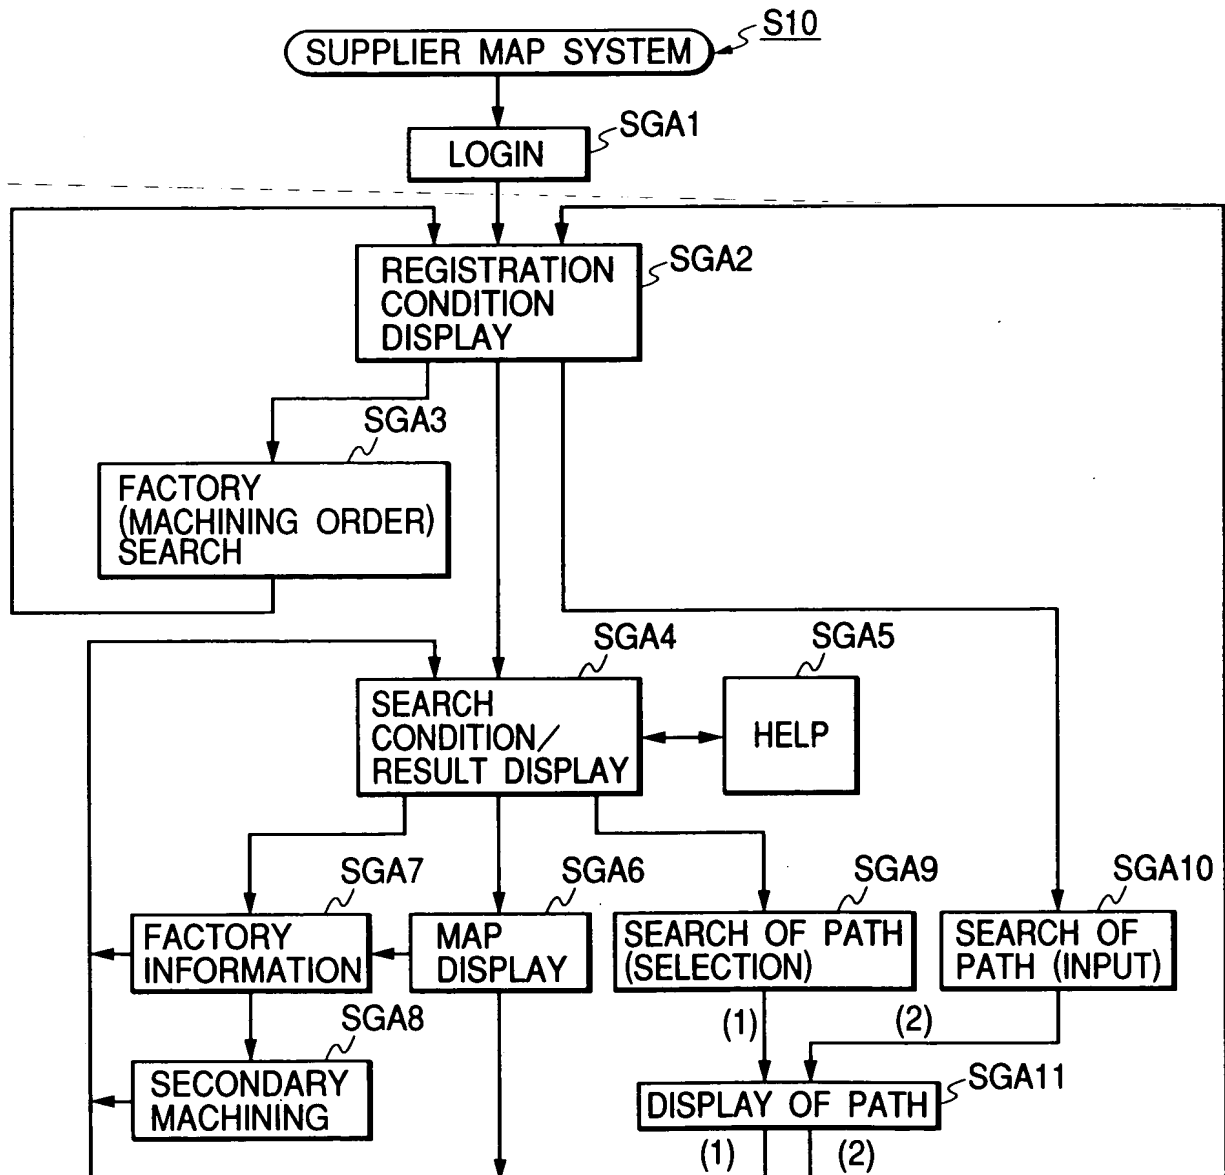 S10
SUPPLIER MAP SYSTEM
SGA1
LOGIN
SGA2
REGISTRATION
CONDITION
DISPLAY
SGA3
FACTORY
(MACHINING ORDER)
SEARCH
SGA4
SEARCH
CONDITION/
RESULT DISPLAY
SGA5
HELP
SGA7
FACTORY
INFORMATION
SGA6
MAP
DISPLAY
SGA9
SEARCH OF PATH
(SELECTION)
SGA10
SEARCH OF
PATH (INPUT)
(1)
(2)
SGA8
SECONDARY
MACHINING
SGA11
DISPLAY OF PATH
(1)
(2)